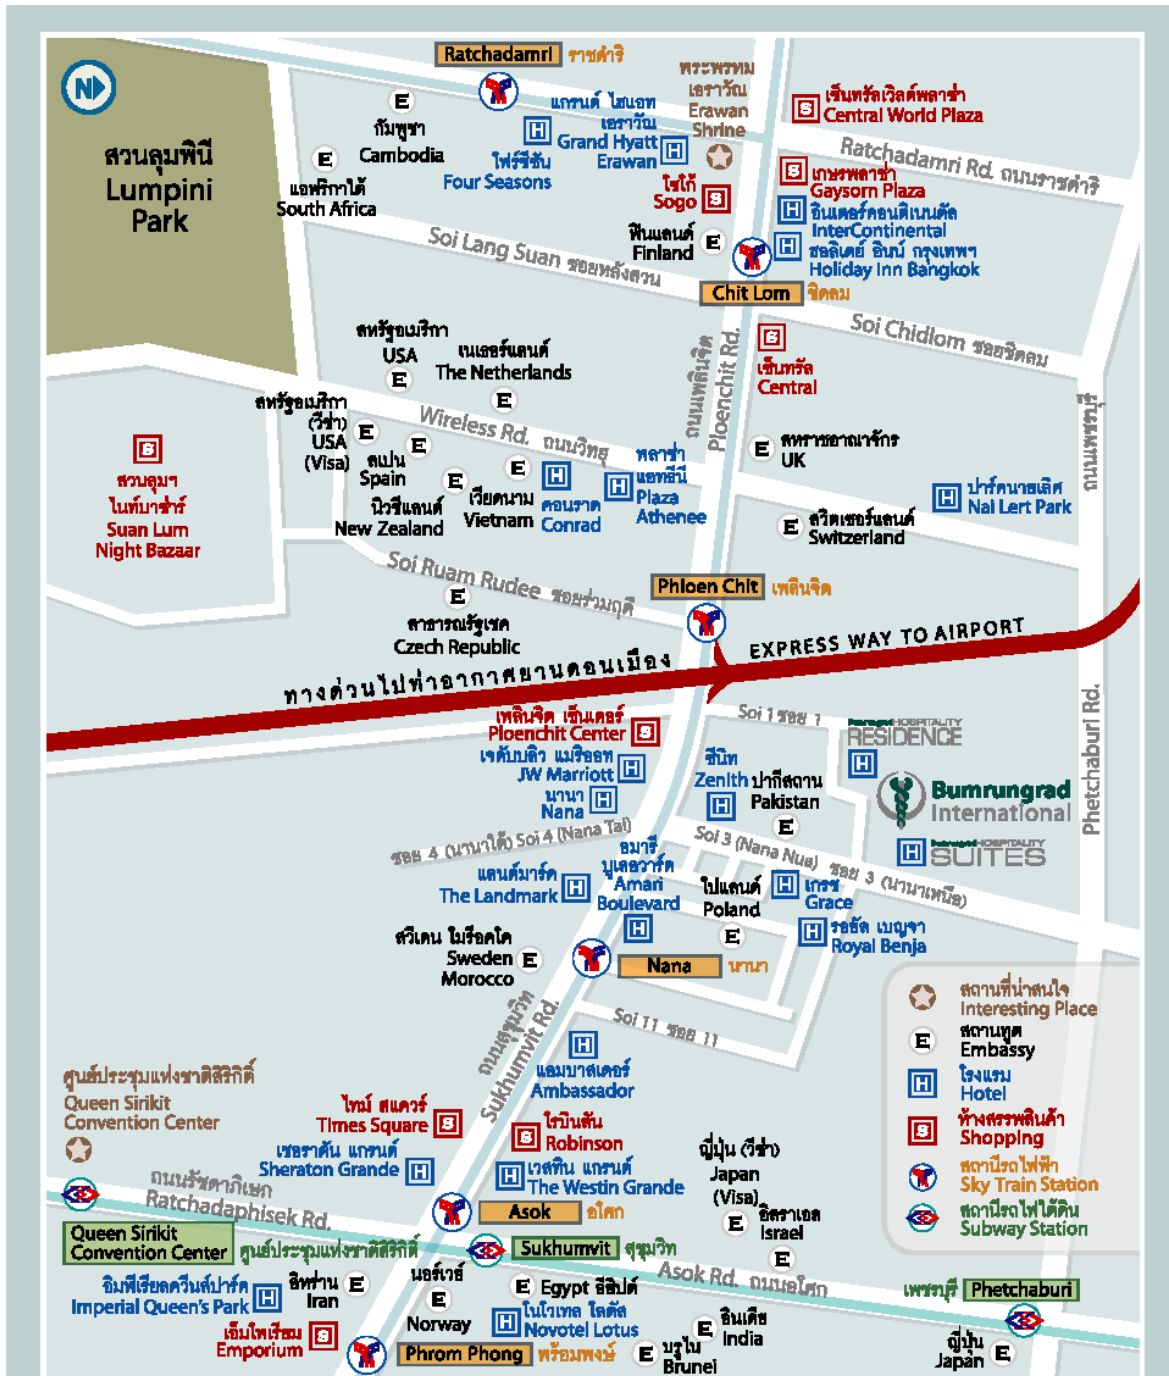 Ratchadamri ราชดำริ
N
พระพรหม
เอราวัณ
Erawan
Shrine
เซ็นทรัลเวิลด์พลาซ่า
Central World Plaza
สวนลุมพินี
Lumpini
Park
E
กัมพูชา
Cambodia
E
แอฟริกาใต้
South Africa
แกรนด์ ไฮแอท
เอราวัณ
Grand Hyatt
Erawan
โฟร์ซีซัน
Four Seasons
Ratchadamri Rd. ถนนราชดำริ
เกษรพลาซ่า
Gaysorn Plaza
โซโก้
Sogo
อินเตอร์คอนติเนนตัล
InterContinental
ฟินแลนด์
Finland
ฮอลิเดย์ อินน์ กรุงเทพฯ
Holiday Inn Bangkok
Soi Lang Suan ซอยหลังสวน
Chit Lom ชิดลม
Soi Chidlom ซอยชิดลม
เซ็นทรัล
Central
ถนนเพลินจิต
Ploenchit Rd.
สหรัฐอเมริกา
USA
เนเธอร์แลนด์
The Netherlands
สหรัฐอเมริกา
(วีซ่า)
USA
(Visa)
Wireless Rd. ถนนวิทยุ
ถนนเพชรบุรี
สหราชอาณาจักร
UK
สเปน
Spain
นิวซีแลนด์
New Zealand
เวียดนาม
Vietnam
คอนราด
Conrad
พลาซ่า
แอทธินี
Plaza
Athenee
ปาร์คนายเลิศ
Nai Lert Park
สวิตเซอร์แลนด์
Switzerland
สวนลุมฯ
ไนท์บาซ่าร์
Suan Lum
Night Bazaar
Soi Ruam Rudee ซอยร่วมฤดี
Phloen Chit เพลินจิต
สาธารณรัฐเชค
Czech Republic
ทางด่วนไปท่าอากาศยานดอนเมือง
EXPRESS WAY TO AIRPORT
เพลินจิต เซ็นเตอร์
Ploenchit Center
Soi 1 ซอย 1
HOSPITALITY
RESIDENCE
Phetchaburi Rd.
เจดับบลิว แมริออท
JW Marriott
ซีนิท
Zenith
ปากีสถาน
Pakistan
Bumrungrad
International
นานา
Nana
ซอย 4 (นานาใต้) Soi 4 (Nana Tai)
Soi 3 (Nana Nua) ซอย 3 (นานาเหนือ)
HOSPITALITY
SUITES
แลนด์มาร์ค
The Landmark
อมารี
บูเลอวาร์ด
Amari
Boulevard
โปแลนด์
Poland
เกรซ
Grace
รอยัล เบญจา
Royal Benja
สวีเดน โมร็อคโค
Sweden
Morocco
Nana นานา
สถานที่น่าสนใจ
Interesting Place
E สถานทูต
Embassy
H โรงแรม
Hotel
S ห้างสรรพสินค้า
Shopping
สถานีรถไฟฟ้า
Sky Train Station
สถานีรถไฟใต้ดิน
Subway Station
ถนนสุขุมวิท
Sukhumvit Rd.
Soi 11 ซอย 11
แอมบาสเดอร์
Ambassador
ศูนย์ประชุมแห่งชาติสิริกิติ์
Queen Sirikit
Convention Center
ไทม์ สแควร์
Times Square
โรบินสัน
Robinson
เชอราตัน แกรนด์
Sheraton Grande
เวสทิน แกรนด์
The Westin Grande
ญี่ปุ่น (วีซ่า)
Japan
(Visa)
อิสราเอล
Israel
ถนนรัชดาภิเษก
Ratchadaphisek Rd.
Asok อโศก
Queen Sirikit
Convention Center ศูนย์ประชุมแห่งชาติสิริกิติ์
Sukhumvit สุขุมวิท
Asok Rd. ถนนอโศก
เพชรบุรี Phetchaburi
อิมพีเรียลควีนส์ปาร์ค
Imperial Queen's Park
อิหร่าน
Iran
นอร์เวย์
Norway
Egypt อียิปต์
โนโวเทล โลตัส
Novotel Lotus
อินเดีย
India
เอ็มโพเรียม
Emporium
Phrom Phong พร้อมพงษ์
บรูไน
Brunei
ญี่ปุ่น
Japan